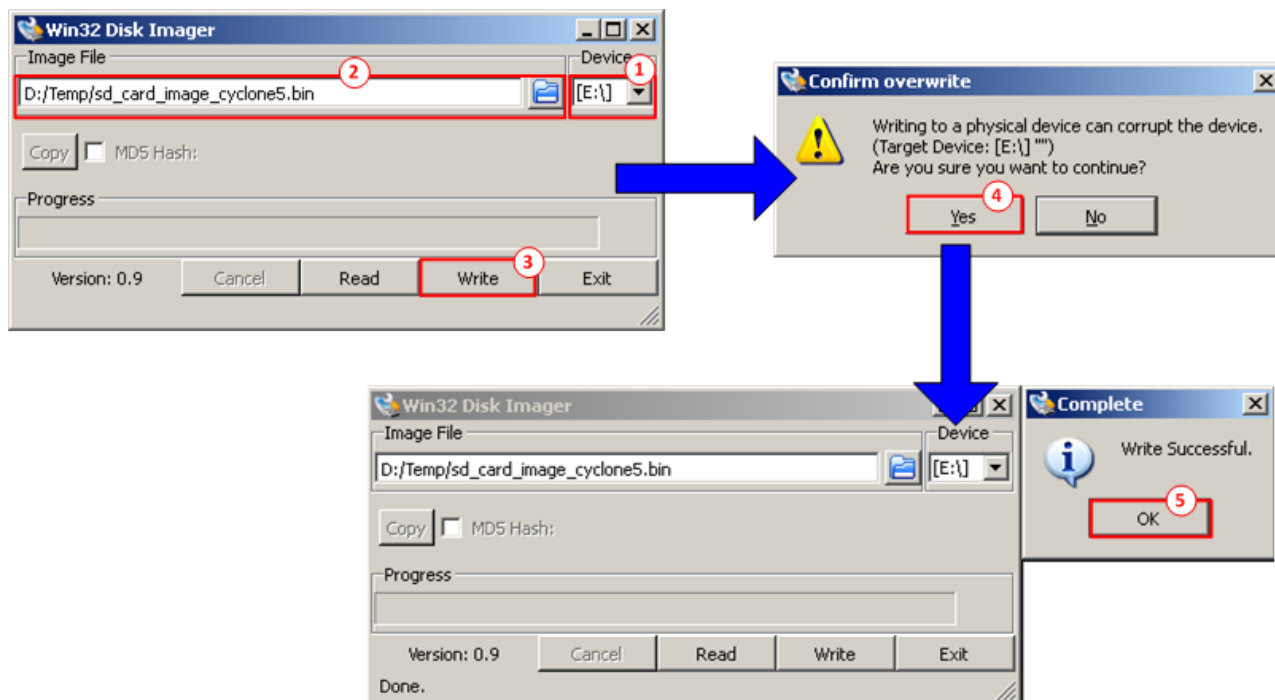 Win32 Disk Imager
Image File
Device
2
1
D:/Temp/sd_card_image_cyclone5.bin
[E:\]
Copy
MD5 Hash:
Progress
3
Version: 0.9
Cancel
Read
Write
Exit
Confirm overwrite
Writing to a physical device can corrupt the device.
(Target Device: [E:\] "")
Are you sure you want to continue?
4
Yes
No
Win32 Disk Imager
Image File
Device
D:/Temp/sd_card_image_cyclone5.bin
[E:\]
Copy
MD5 Hash:
Progress
Version: 0.9
Cancel
Read
Write
Exit
Done.
Complete
Write Successful.
5
OK